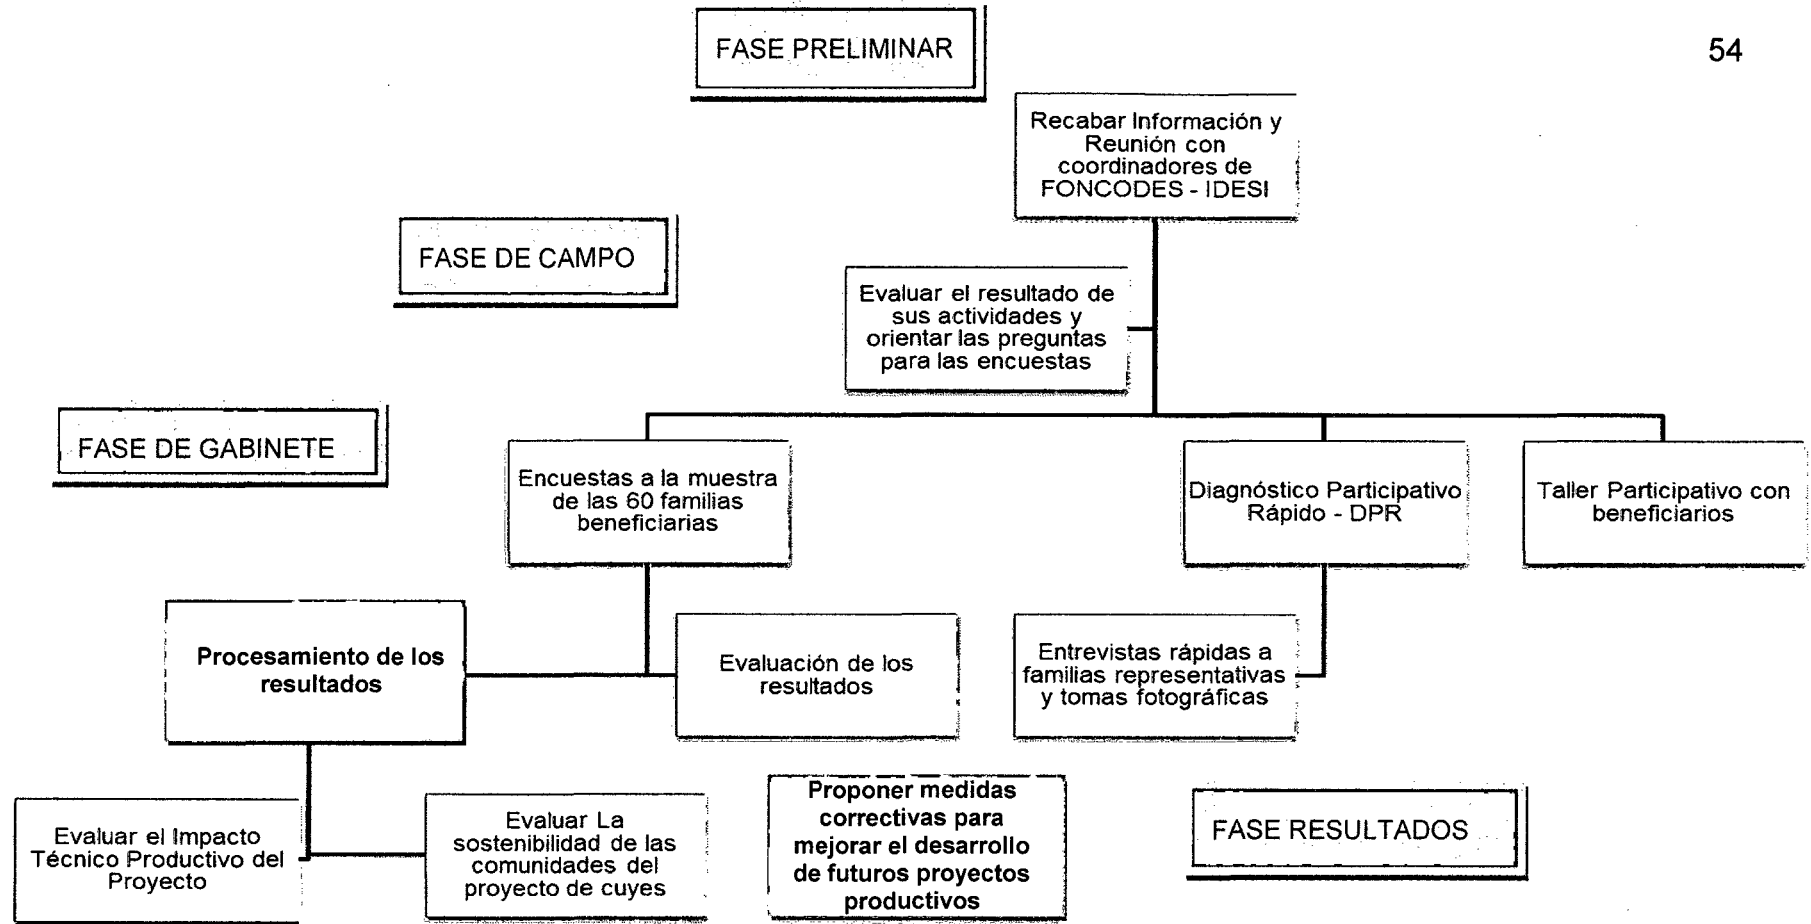 54
FASE PRELIMINAR
Recabar Información y
Reunión con
coordinadores de
FONCODES - IDESI
FASE DE CAMPO
Evaluar el resultado de
sus actividades y
orientar las preguntas
para las encuestas
FASE DE GABINETE
Encuestas a la muestra
de las 60 familias
beneficiarias
Diagnóstico Participativo
Rápido - DPR
Taller Participativo con
beneficiarios
Procesamiento de los
resultados
Evaluación de los
resultados
Entrevistas rápidas a
familias representativas
y tomas fotográficas
Evaluar el Impacto
Técnico Productivo del
Proyecto
Evaluar La
sostenibilidad de las
comunidades del
proyecto de cuyes
Proponer medidas
correctivas para
mejorar el desarrollo
de futuros proyectos
productivos
FASE RESULTADOS